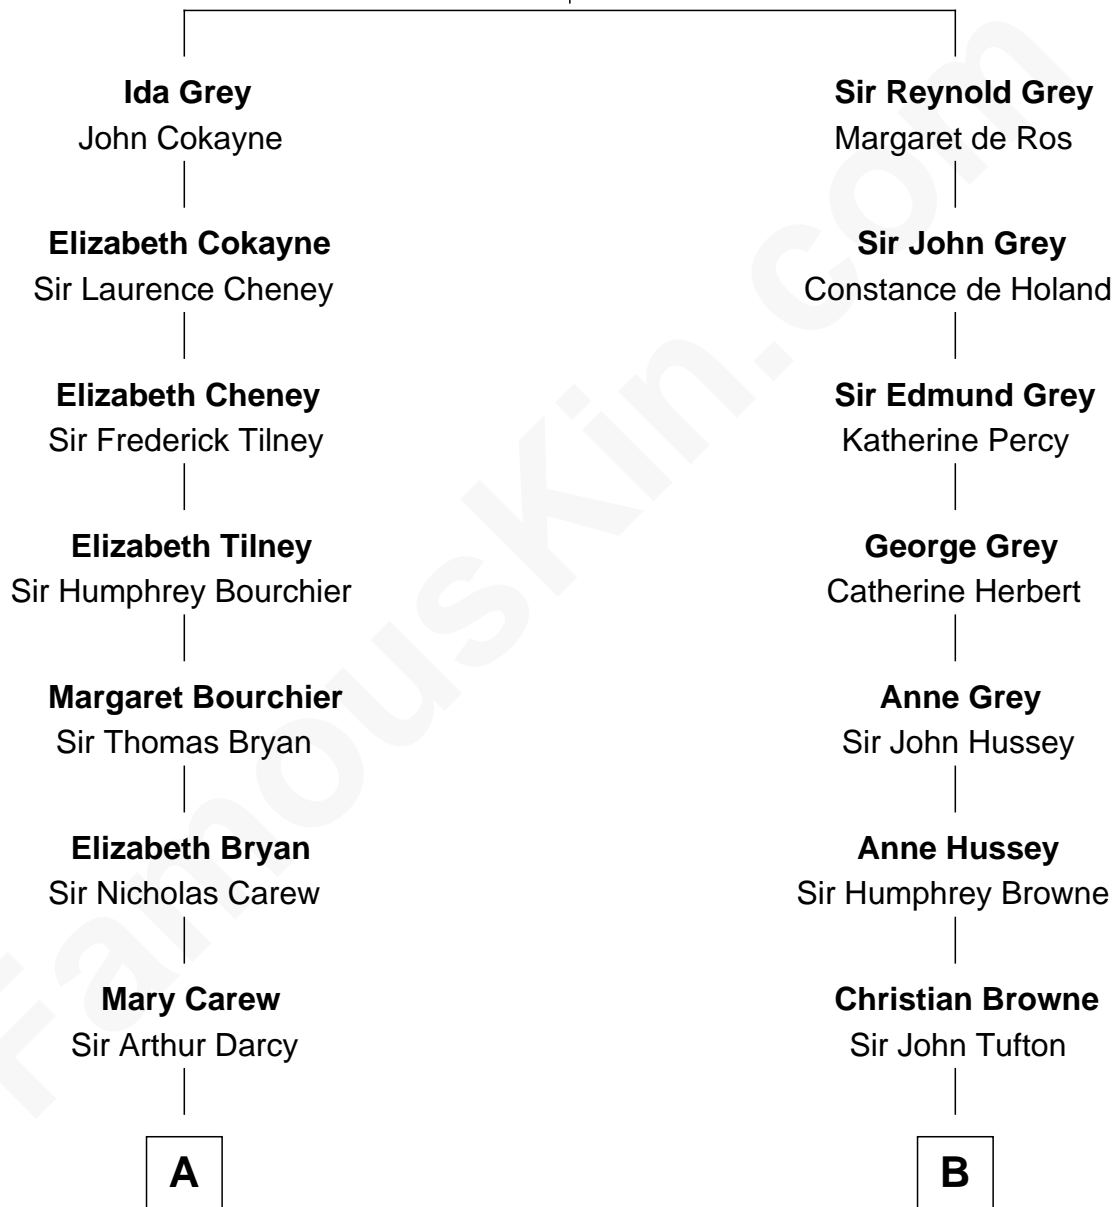 Ida Grey
John Cokayne
Sir Reynold Grey
Margaret de Ros
Elizabeth Cokayne
Sir Laurence Cheney
Sir John Grey
Constance de Holand
Elizabeth Cheney
Sir Frederick Tilney
Sir Edmund Grey
Katherine Percy
Elizabeth Tilney
Sir Humphrey Bourchier
George Grey
Catherine Herbert
Margaret Bourchier
Sir Thomas Bryan
Anne Grey
Sir John Hussey
Elizabeth Bryan
Sir Nicholas Carew
Anne Hussey
Sir Humphrey Browne
Mary Carew
Sir Arthur Darcy
Christian Browne
Sir John Tufton
A
B
FamousKin.com